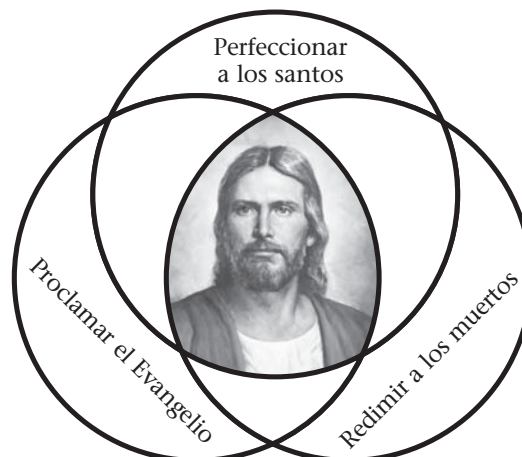 Perfeccionar
a los santos
Proclamar el Evangelio
Redimir a los muertos